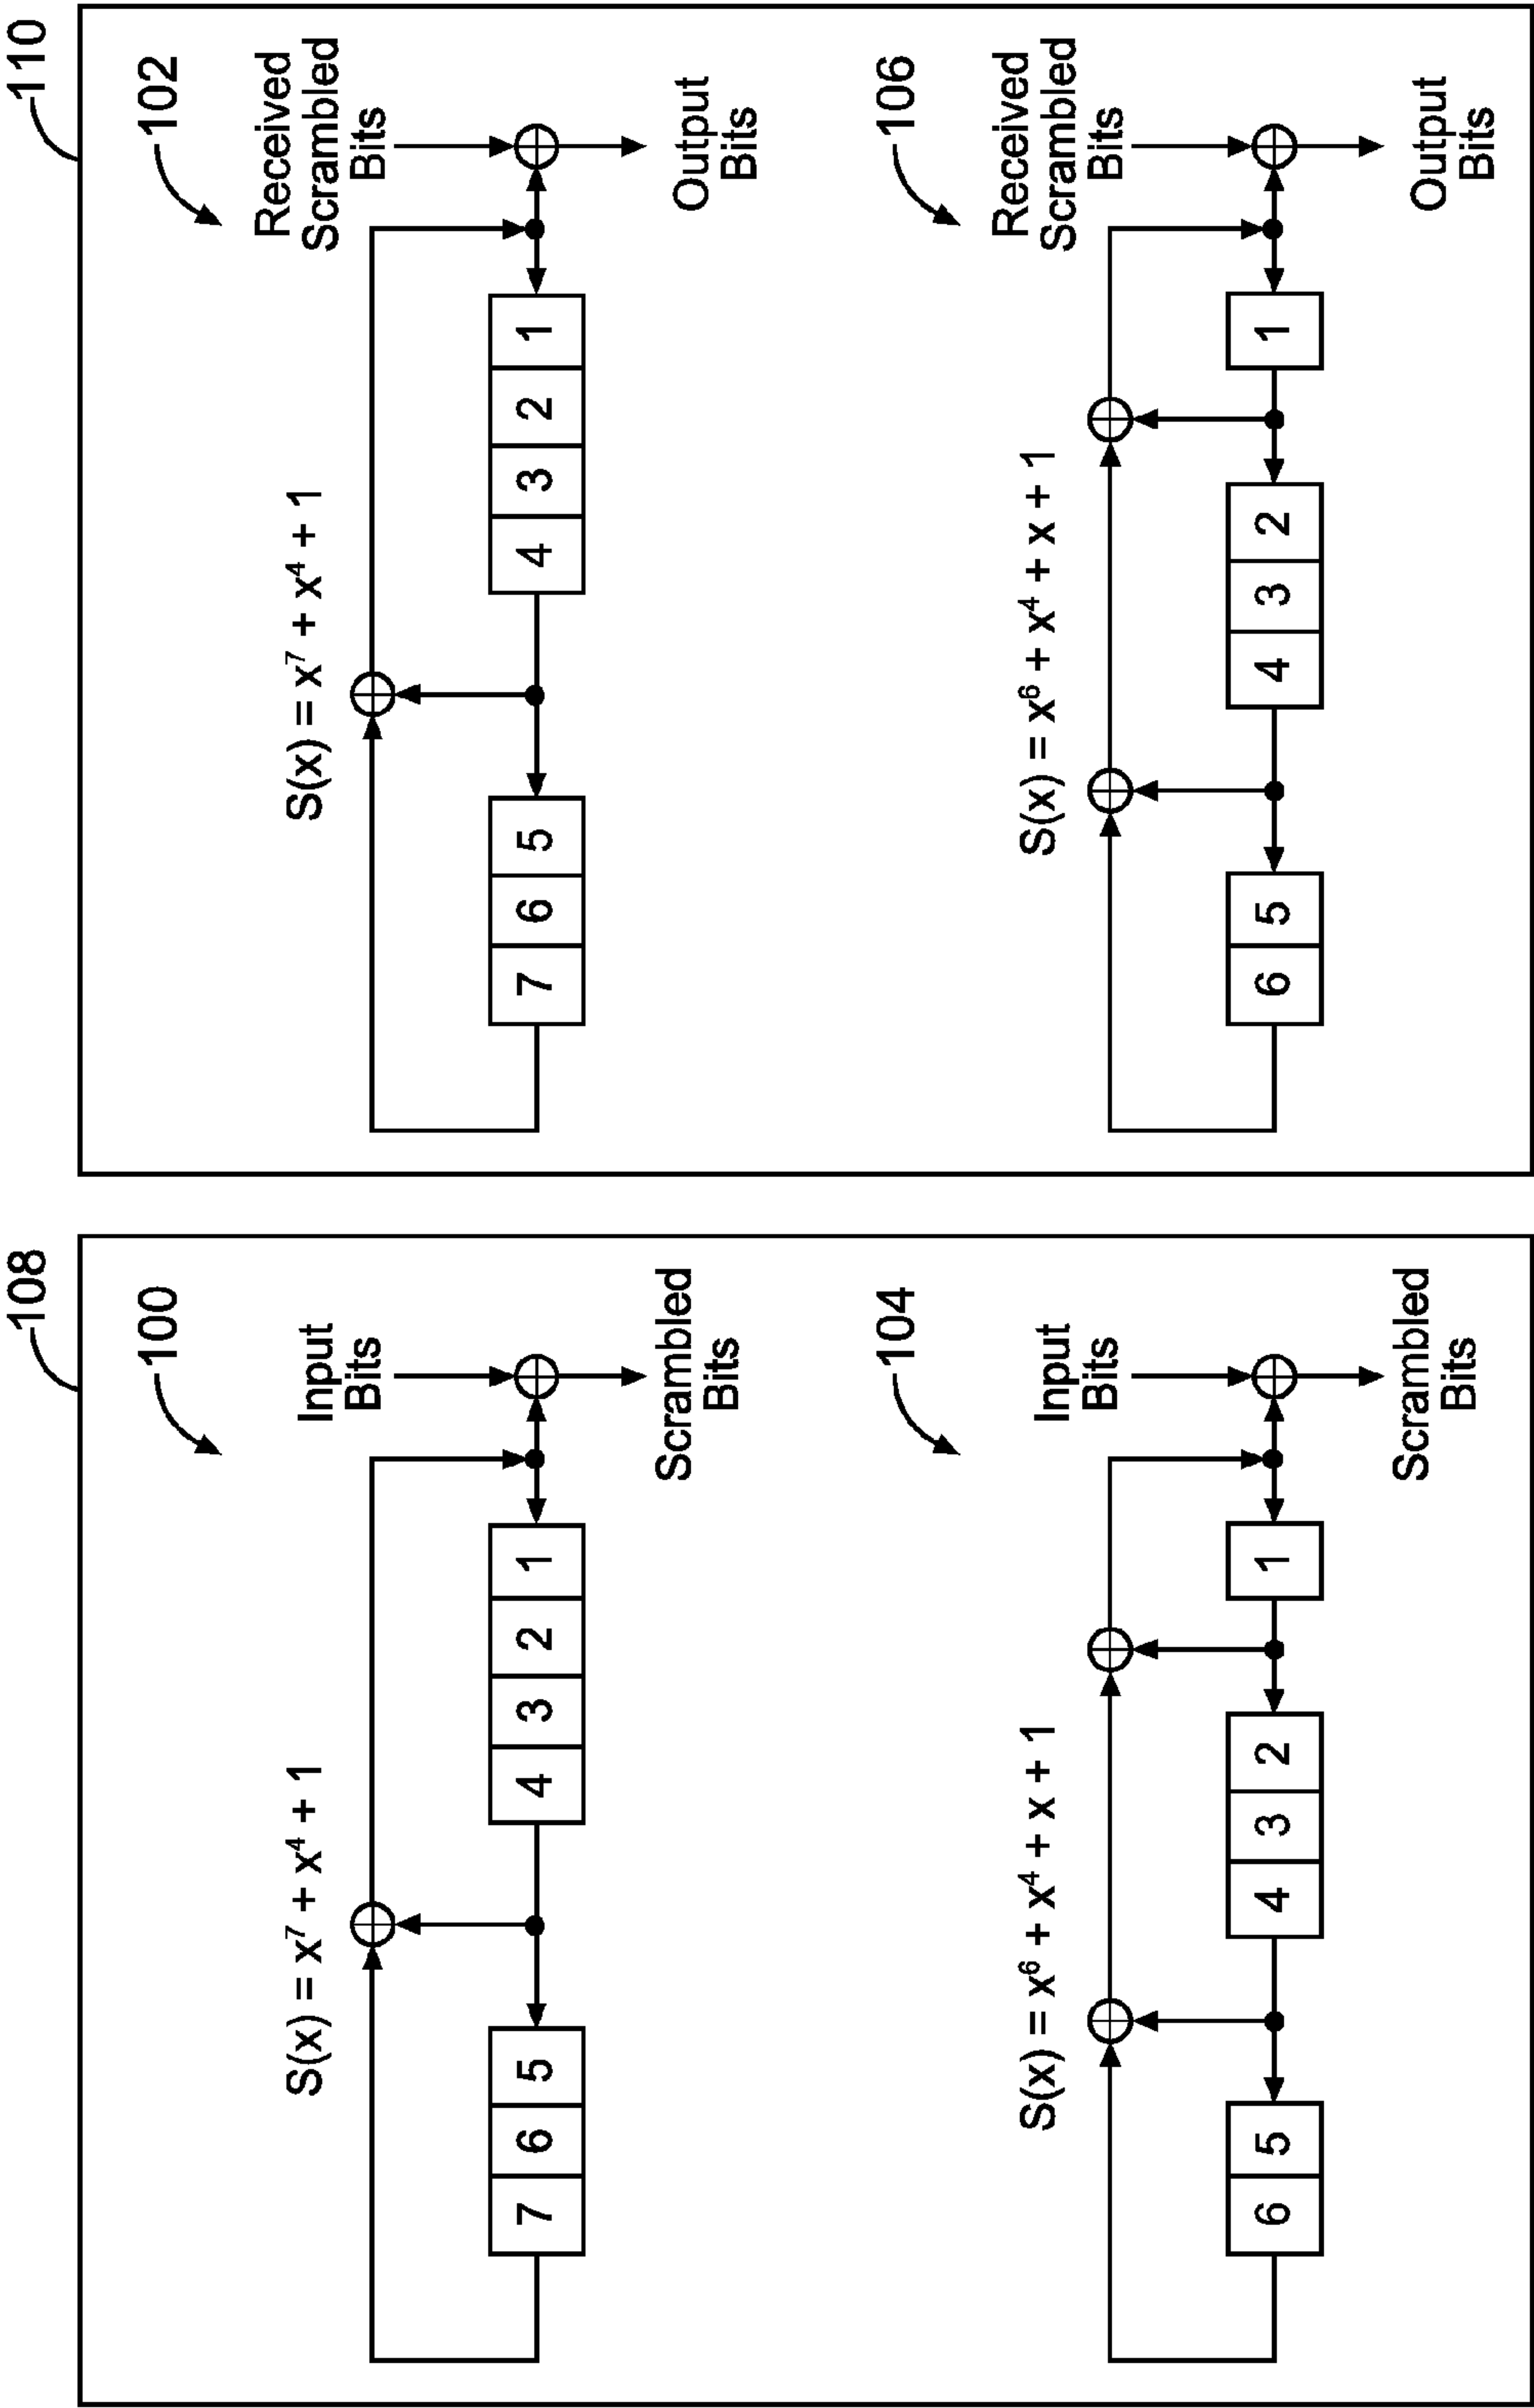 108
100
Input
Bits
S(x) = x⁷ + x⁴ + 1
7 6 5 4 3 2 1
Scrambled
Bits
104
Input
Bits
S(x) = x⁶ + x⁴ + x + 1
6 5 4 3 2 1
Scrambled
Bits
110
102
Received
Scrambled
Bits
S(x) = x⁷ + x⁴ + 1
7 6 5 4 3 2 1
Output
Bits
106
Received
Scrambled
Bits
S(x) = x⁶ + x⁴ + x + 1
6 5 4 3 2 1
Output
Bits